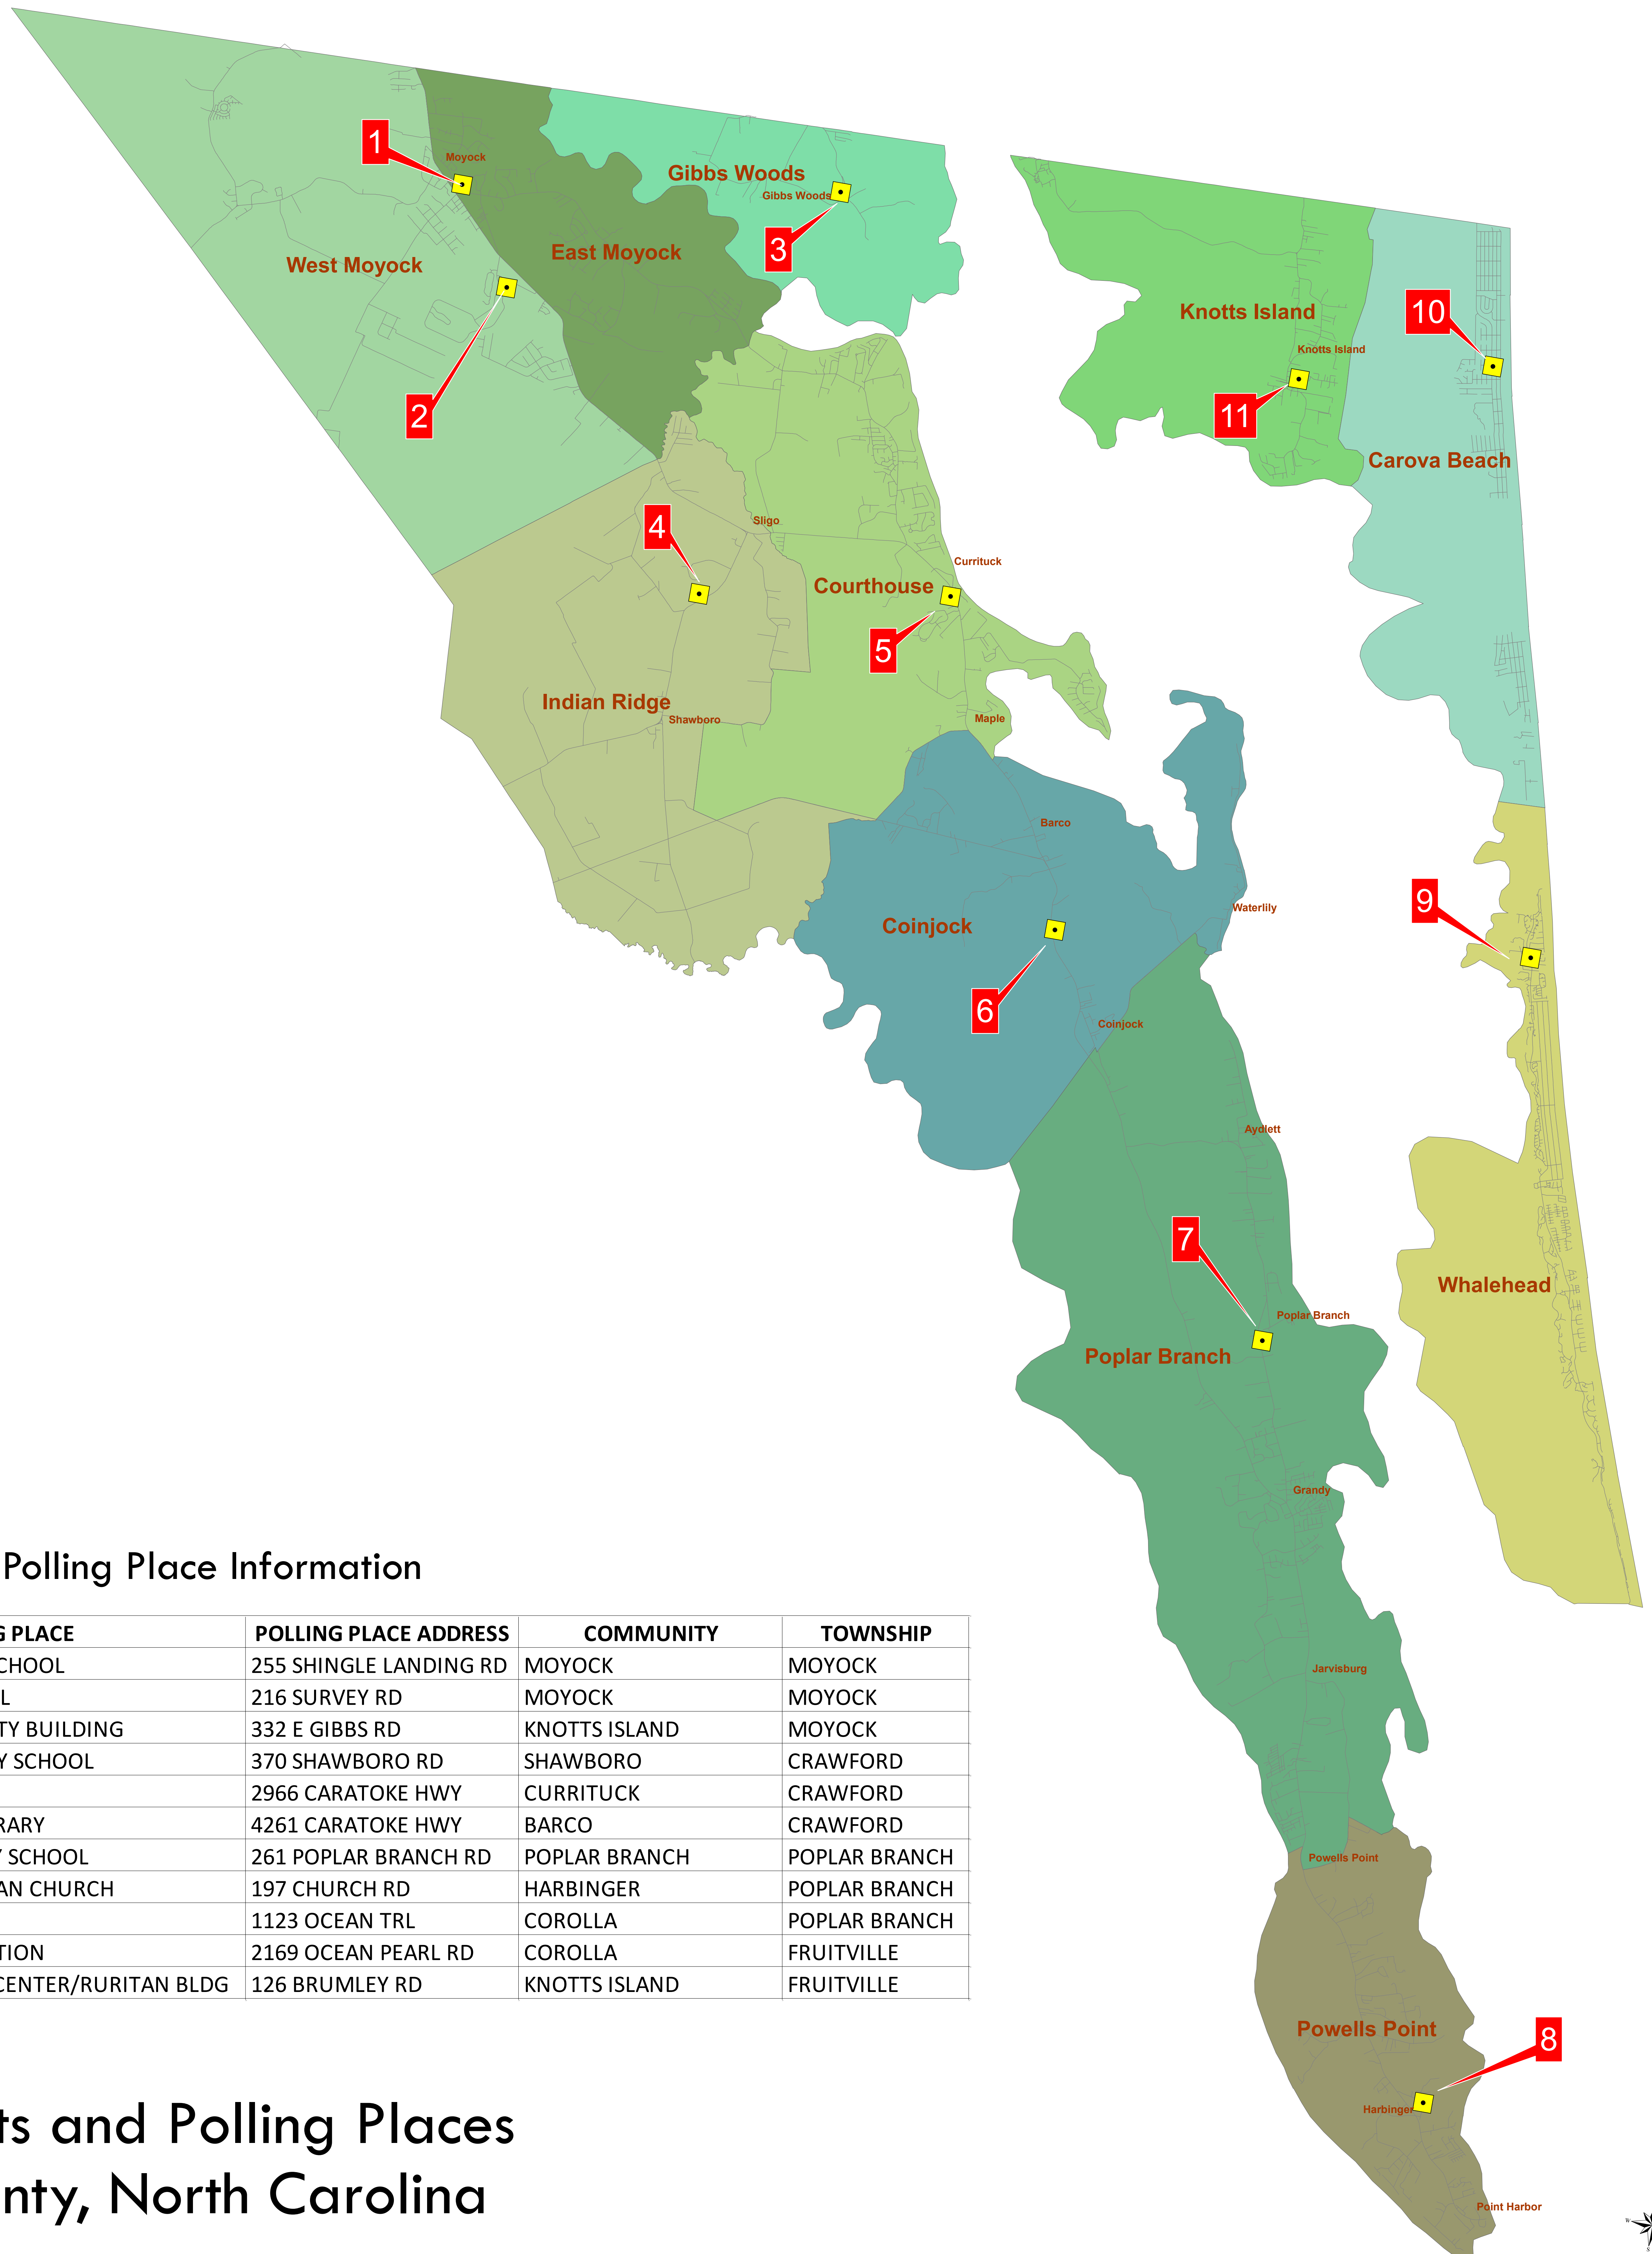 1
Moyock
Gibbs Woods
Gibbs Woods
3
East Moyock
West Moyock
2
Knotts Island
10
Knotts Island
11
Carova Beach
4
Sligo
Currituck
Courthouse
5
Indian Ridge
Shawboro
Maple
Barco
9
Waterlily
Coinjock
6
Coinjock
Aydlett
7
Whalehead
Poplar Branch
Poplar Branch
Grandy
Polling Place Information
G PLACE POLLING PLACE ADDRESS COMMUNITY TOWNSHIP
CHOOL 255 SHINGLE LANDING RD MOYOCK MOYOCK
L 216 SURVEY RD MOYOCK MOYOCK
TY BUILDING 332 E GIBBS RD KNOTTS ISLAND MOYOCK
Y SCHOOL 370 SHAWBORO RD SHAWBORO CRAWFORD
2966 CARATOKE HWY CURRITUCK CRAWFORD
RARY 4261 CARATOKE HWY BARCO CRAWFORD
Y SCHOOL 261 POPLAR BRANCH RD POPLAR BRANCH POPLAR BRANCH
AN CHURCH 197 CHURCH RD HARBINGER POPLAR BRANCH
1123 OCEAN TRL COROLLA POPLAR BRANCH
TION 2169 OCEAN PEARL RD COROLLA FRUITVILLE
CENTER/RURITAN BLDG 126 BRUMLEY RD KNOTTS ISLAND FRUITVILLE
Jarvisburg
Powells Point
Powells Point
8
Harbinger
Point Harbor
ts and Polling Places
nty, North Carolina